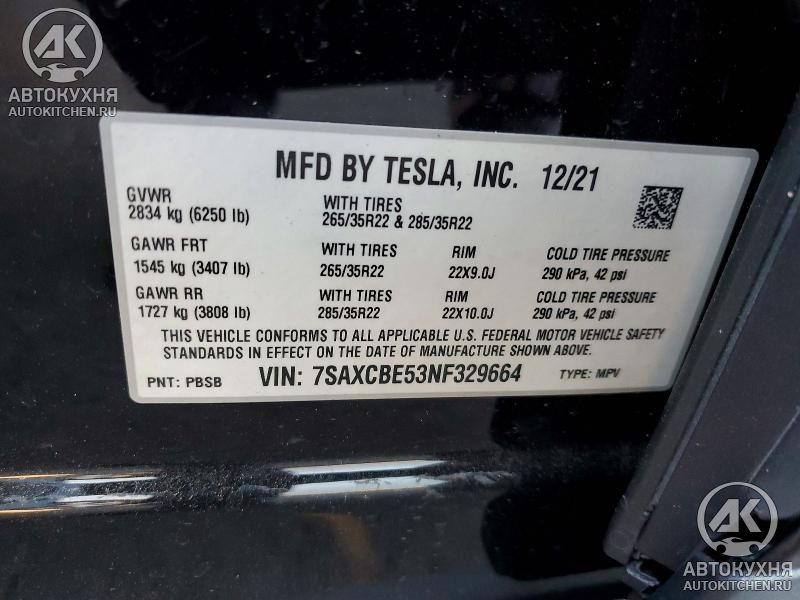 AK
АВТОКУХНЯ
AUTOKITCHEN.RU
MFD BY TESLA, INC. 12/21
GVWR
2834 kg (6250 lb)
WITH TIRES
265/35R22 & 285/35R22
GAWR FRT
1545 kg (3407 lb)
WITH TIRES
265/35R22
RIM
22X9.0J
COLD TIRE PRESSURE
290 kPa, 42 psi
GAWR RR
1727 kg (3808 lb)
WITH TIRES
285/35R22
RIM
22X10.0J
COLD TIRE PRESSURE
290 kPa, 42 psi
THIS VEHICLE CONFORMS TO ALL APPLICABLE U.S. FEDERAL MOTOR VEHICLE SAFETY
STANDARDS IN EFFECT ON THE DATE OF MANUFACTURE SHOWN ABOVE.
PNT: PBSB
VIN: 7SAXCBE53NF329664
TYPE: MPV
AK
АВТОКУХНЯ
AUTOKITCHEN.RU